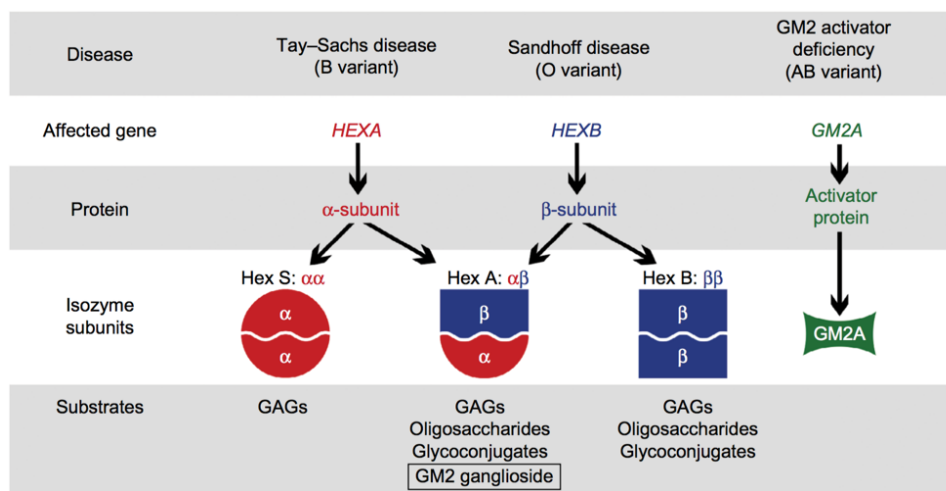 Disease
Tay–Sachs disease
(B variant)
Sandhoff disease
(O variant)
GM2 activator
deficiency
(AB variant)
Affected gene
HEXA
HEXB
GM2A
Protein
α-subunit
β-subunit
Activator
protein
Isozyme
subunits
Hex S: αα
α
α
Hex A: αβ
β
α
Hex B: ββ
β
β
GM2A
Substrates
GAGs
GAGs
Oligosaccharides
Glycoconjugates
GM2 ganglioside
GAGs
Oligosaccharides
Glycoconjugates